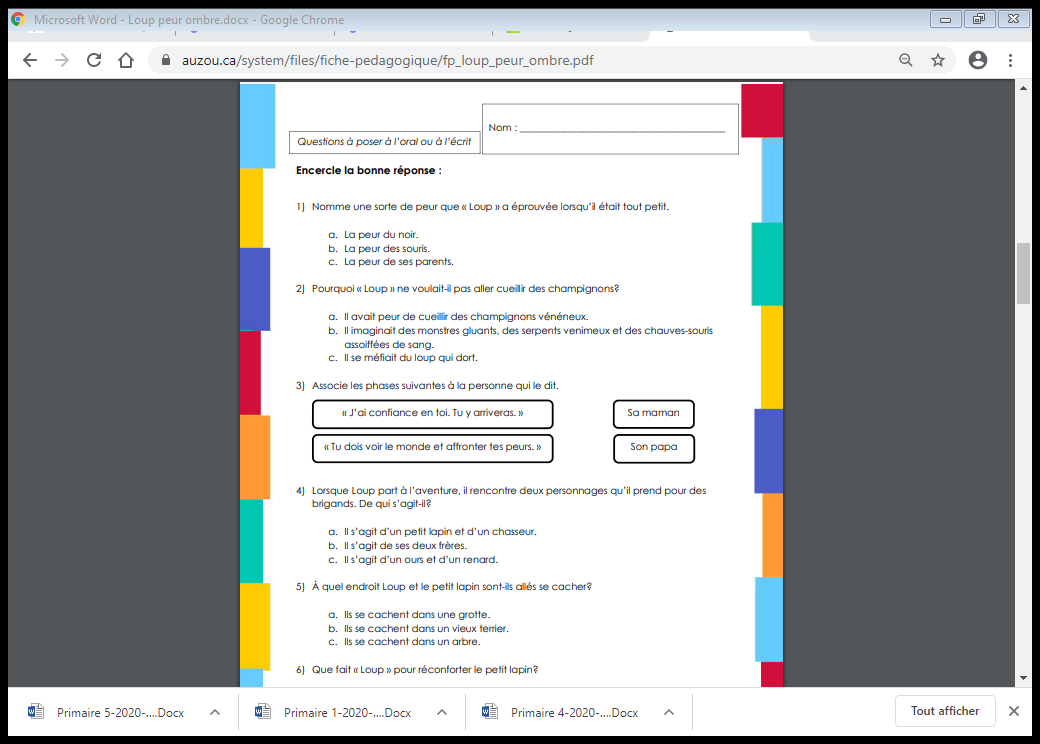 Microsoft Word - Loup peur ombre.docx - Google Chrome
auzou.ca/system/files/fiche-pedagogique/fp_loup_peur_ombre.pdf
Nom : ___________________________________
Questions à poser à l'oral ou à l'écrit
Encercle la bonne réponse :
1) Nomme une sorte de peur que « Loup » a éprouvée lorsqu'il était tout petit.
a. La peur du noir.
b. La peur des souris.
c. La peur de ses parents.
2) Pourquoi « Loup » ne voulait-il pas aller cueillir des champignons?
a. Il avait peur de cueillir des champignons vénéneux.
b. Il imaginait des monstres gluants, des serpents venimeux et des chauves-souris
assoiffées de sang.
c. Il se méfiait du loup qui dort.
3) Associe les phases suivantes à la personne qui le dit.
« J'ai confiance en toi. Tu y arriveras. » Sa maman
« Tu dois voir le monde et affronter tes peurs. » Son papa
4) Lorsque Loup part à l'aventure, il rencontre deux personnages qu'il prend pour des
brigands. De qui s'agit-il?
a. Il s'agit d'un petit lapin et d'un chasseur.
b. Il s'agit de ses deux frères.
c. Il s'agit d'un ours et d'un renard.
5) À quel endroit Loup et le petit lapin sont-ils allés se cacher?
a. Ils se cachent dans une grotte.
b. Ils se cachent dans un vieux terrier.
c. Ils se cachent dans un arbre.
6) Que fait « Loup » pour réconforter le petit lapin?
Primaire 5-2020-....Docx Primaire 1-2020-....Docx Primaire 4-2020-....Docx Tout afficher